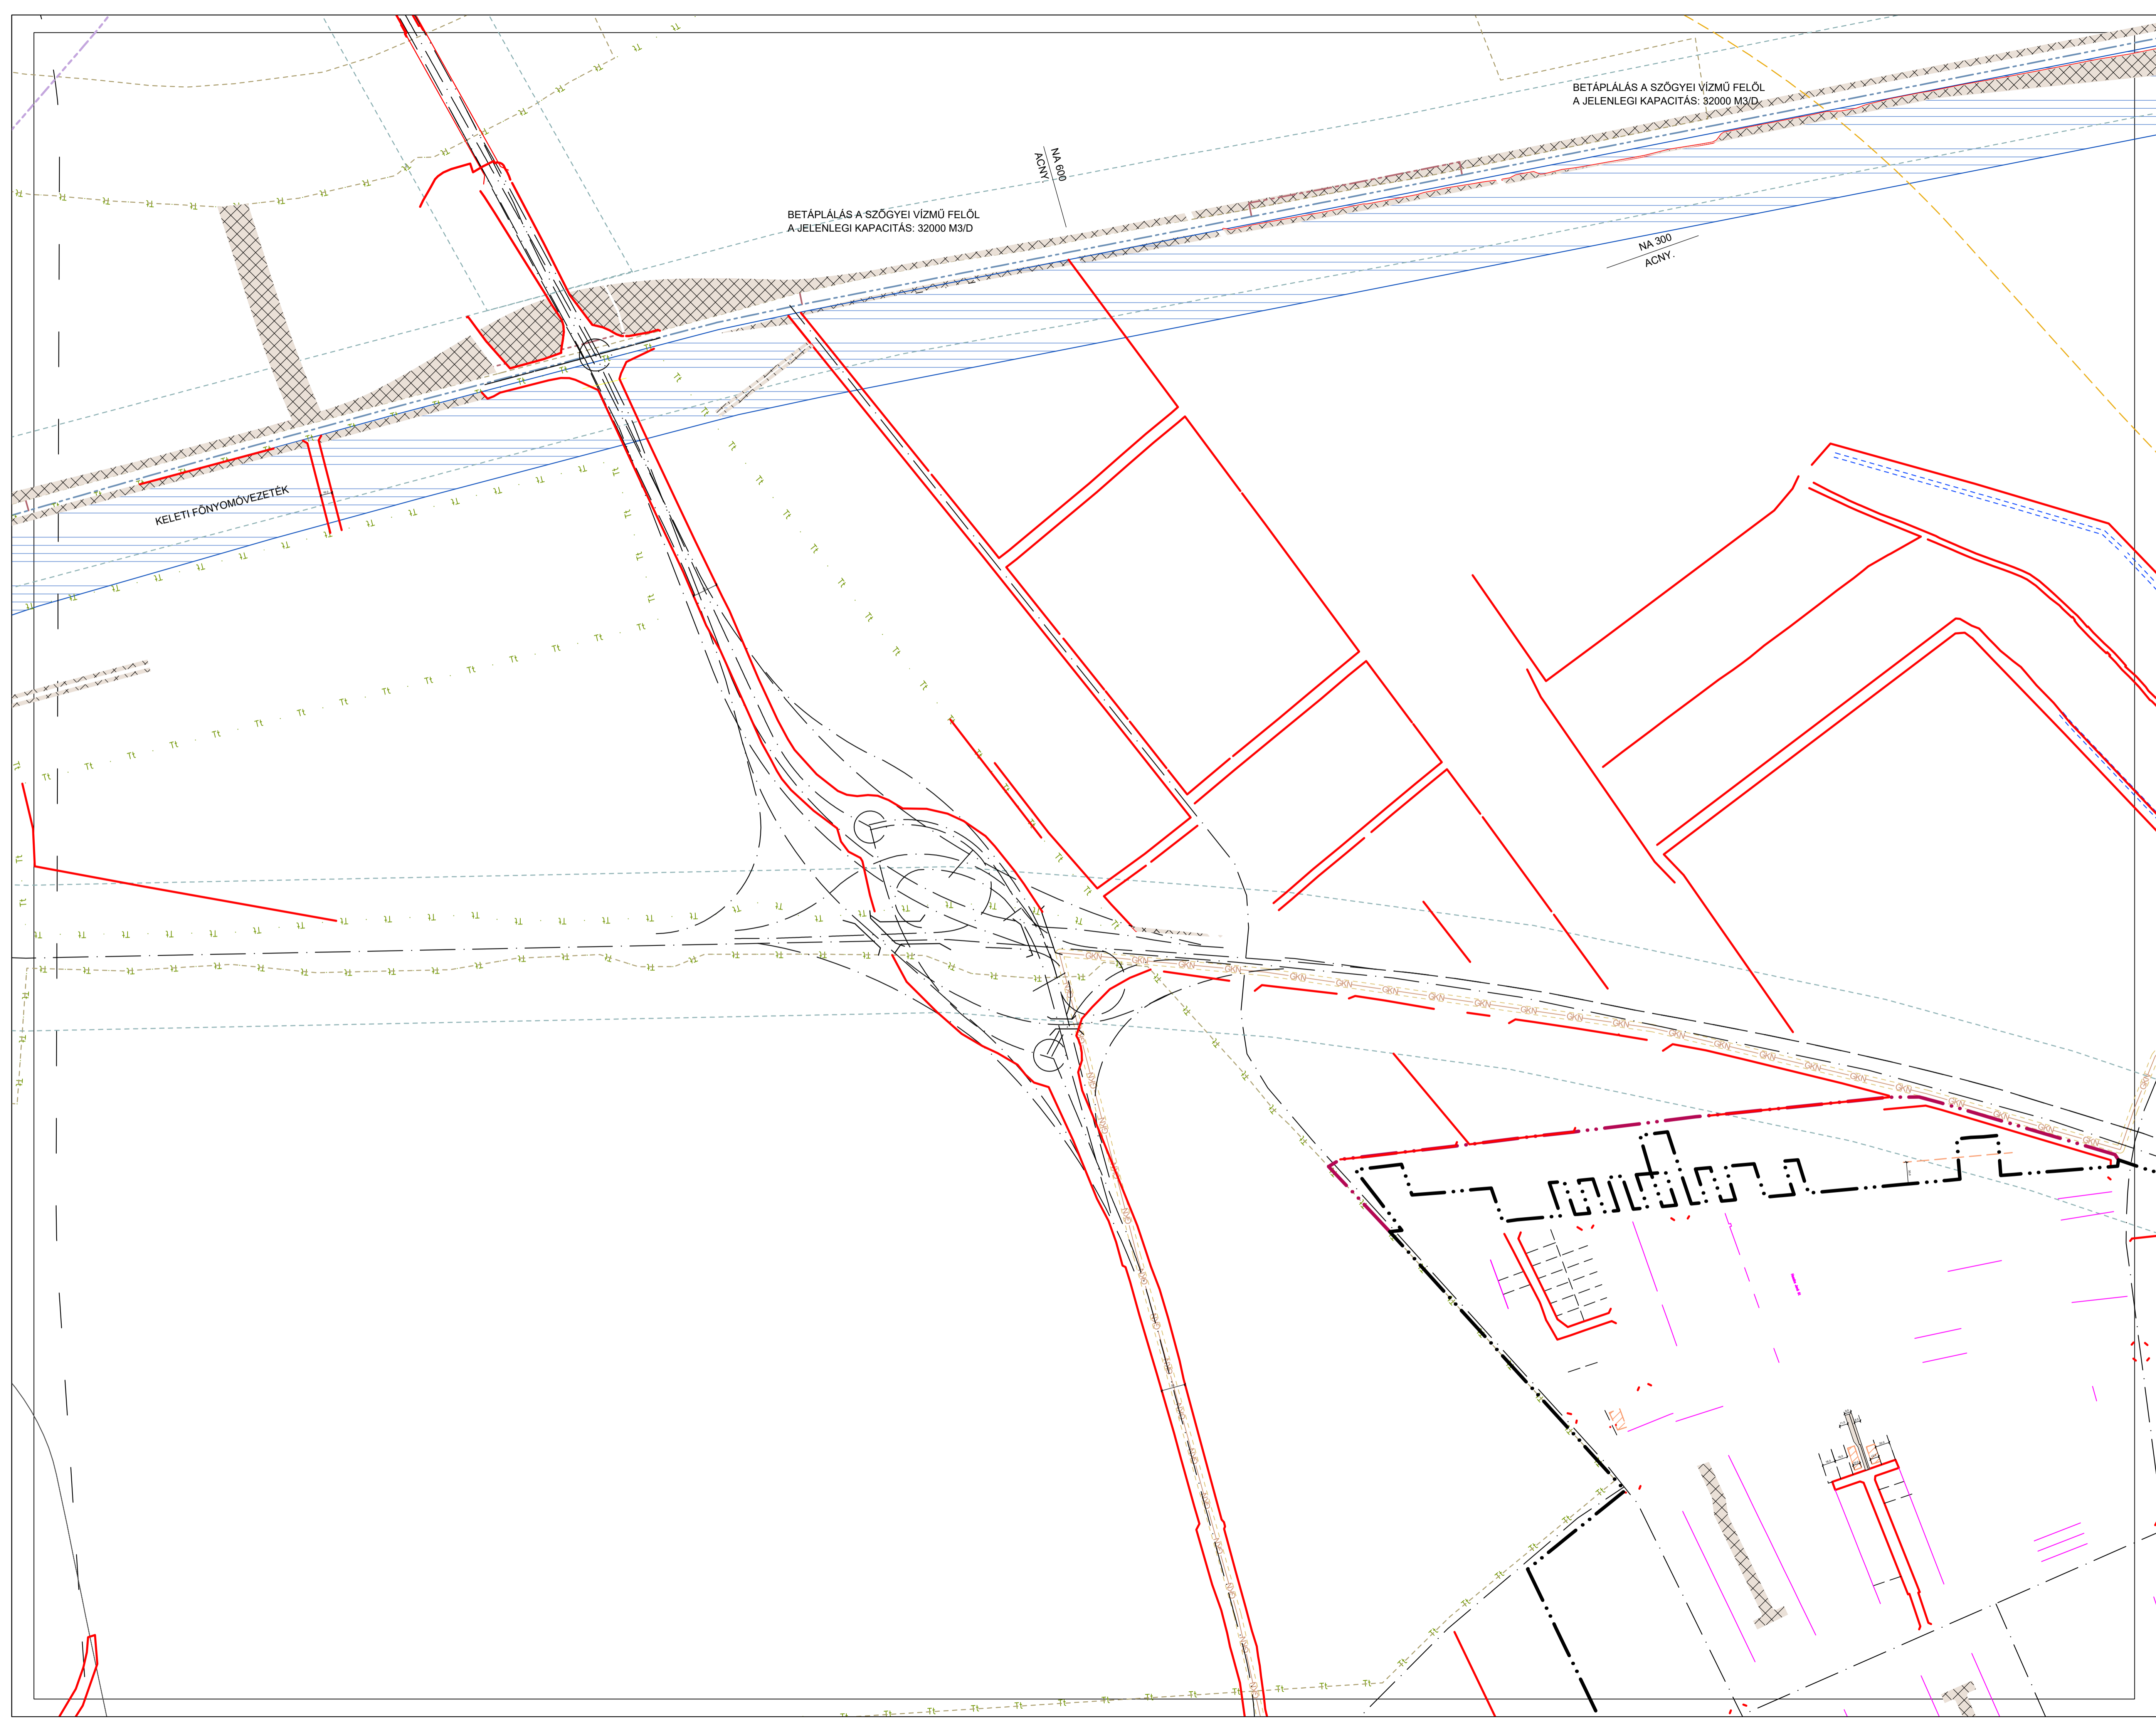 BETÁPLÁLÁS A SZŐGYEI VÍZMŰ FELŐL
A JELENLEGI KAPACITÁS: 32000 M3/D
NA 600
ACNY
BETÁPLÁLÁS A SZŐGYEI VÍZMŰ FELŐL
A JELENLEGI KAPACITÁS: 32000 M3/D
NA 300
ACNY.
KELETI FŐNYOMÓVEZETÉK